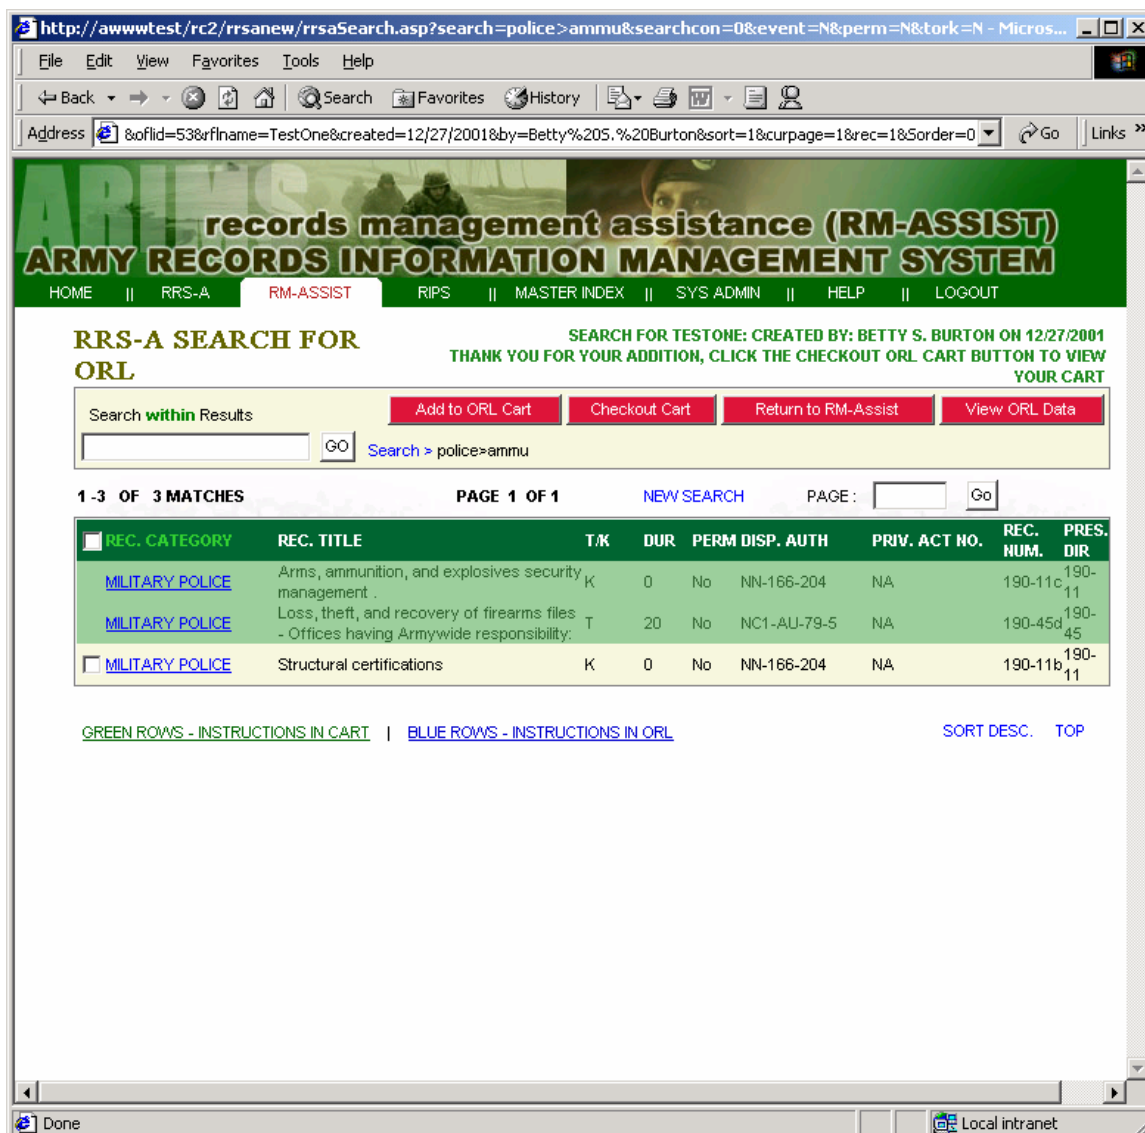 http://awwwtest/rc2/rrsanew/rrsaSearch.asp?search=police>ammu&searchcon=0&event=N&perm=N&tork=N - Micros...
File Edit View Favorites Tools Help
Back Search Favorites History
Address &oflid=53&rflname=TestOne&created=12/27/2001&by=Betty%20S.%20Burton&sort=1&curpage=1&rec=1&Sorder=0 Go Links »
ARIMS
records management assistance (RM-ASSIST)
ARMY RECORDS INFORMATION MANAGEMENT SYSTEM
HOME || RRS-A RM-ASSIST RIPS || MASTER INDEX || SYS ADMIN || HELP || LOGOUT
RRS-A SEARCH FOR
ORL
SEARCH FOR TESTONE: CREATED BY: BETTY S. BURTON ON 12/27/2001
THANK YOU FOR YOUR ADDITION, CLICK THE CHECKOUT ORL CART BUTTON TO VIEW
YOUR CART
Search within Results Add to ORL Cart Checkout Cart Return to RM-Assist View ORL Data
GO Search > police>ammu
1 -3 OF 3 MATCHES PAGE 1 OF 1 NEW SEARCH PAGE : Go
REC. CATEGORY REC. TITLE T/K DUR PERM DISP. AUTH PRIV. ACT NO. REC. NUM. PRES. DIR
MILITARY POLICE Arms, ammunition, and explosives security management . K 0 No NN-166-204 NA 190-11c 190-11
MILITARY POLICE Loss, theft, and recovery of firearms files - Offices having Armywide responsibility: T 20 No NC1-AU-79-5 NA 190-45d 190-45
MILITARY POLICE Structural certifications K 0 No NN-166-204 NA 190-11b 190-11
GREEN ROWS - INSTRUCTIONS IN CART | BLUE ROWS - INSTRUCTIONS IN ORL SORT DESC. TOP
Done Local intranet